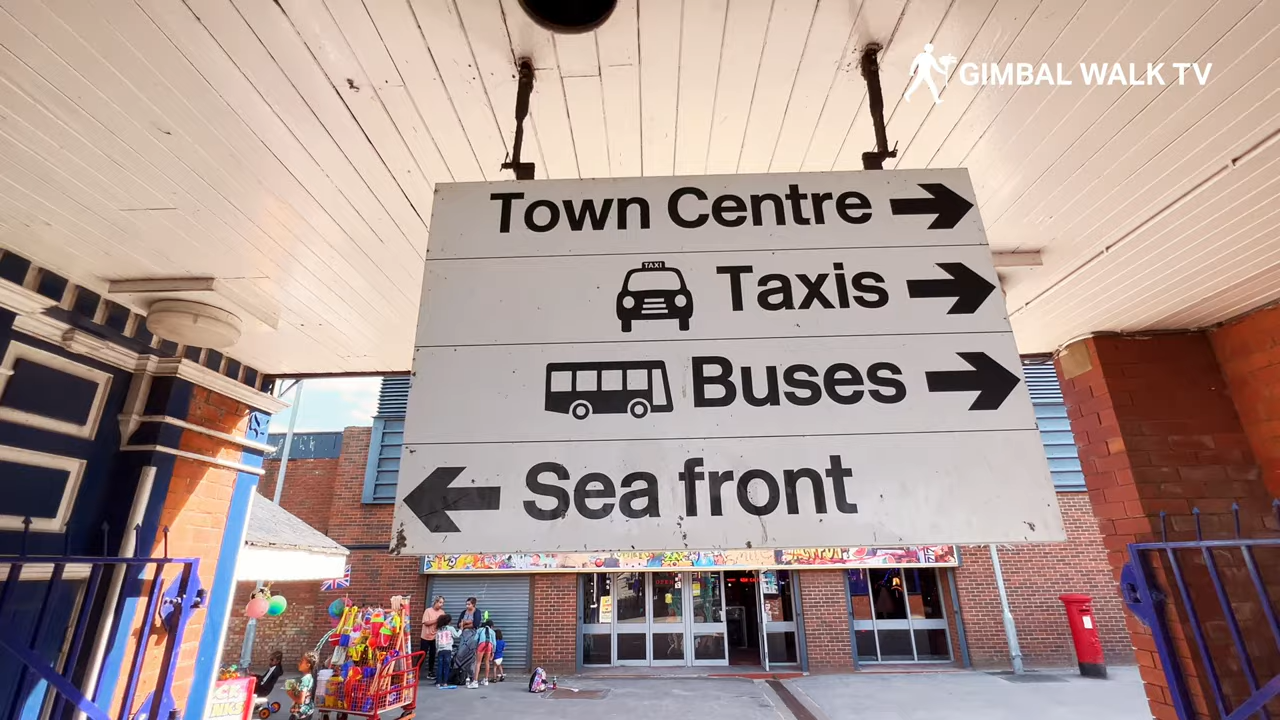 GIMBAL WALK TV
Town Centre
TAXI
Taxis
Buses
Sea front